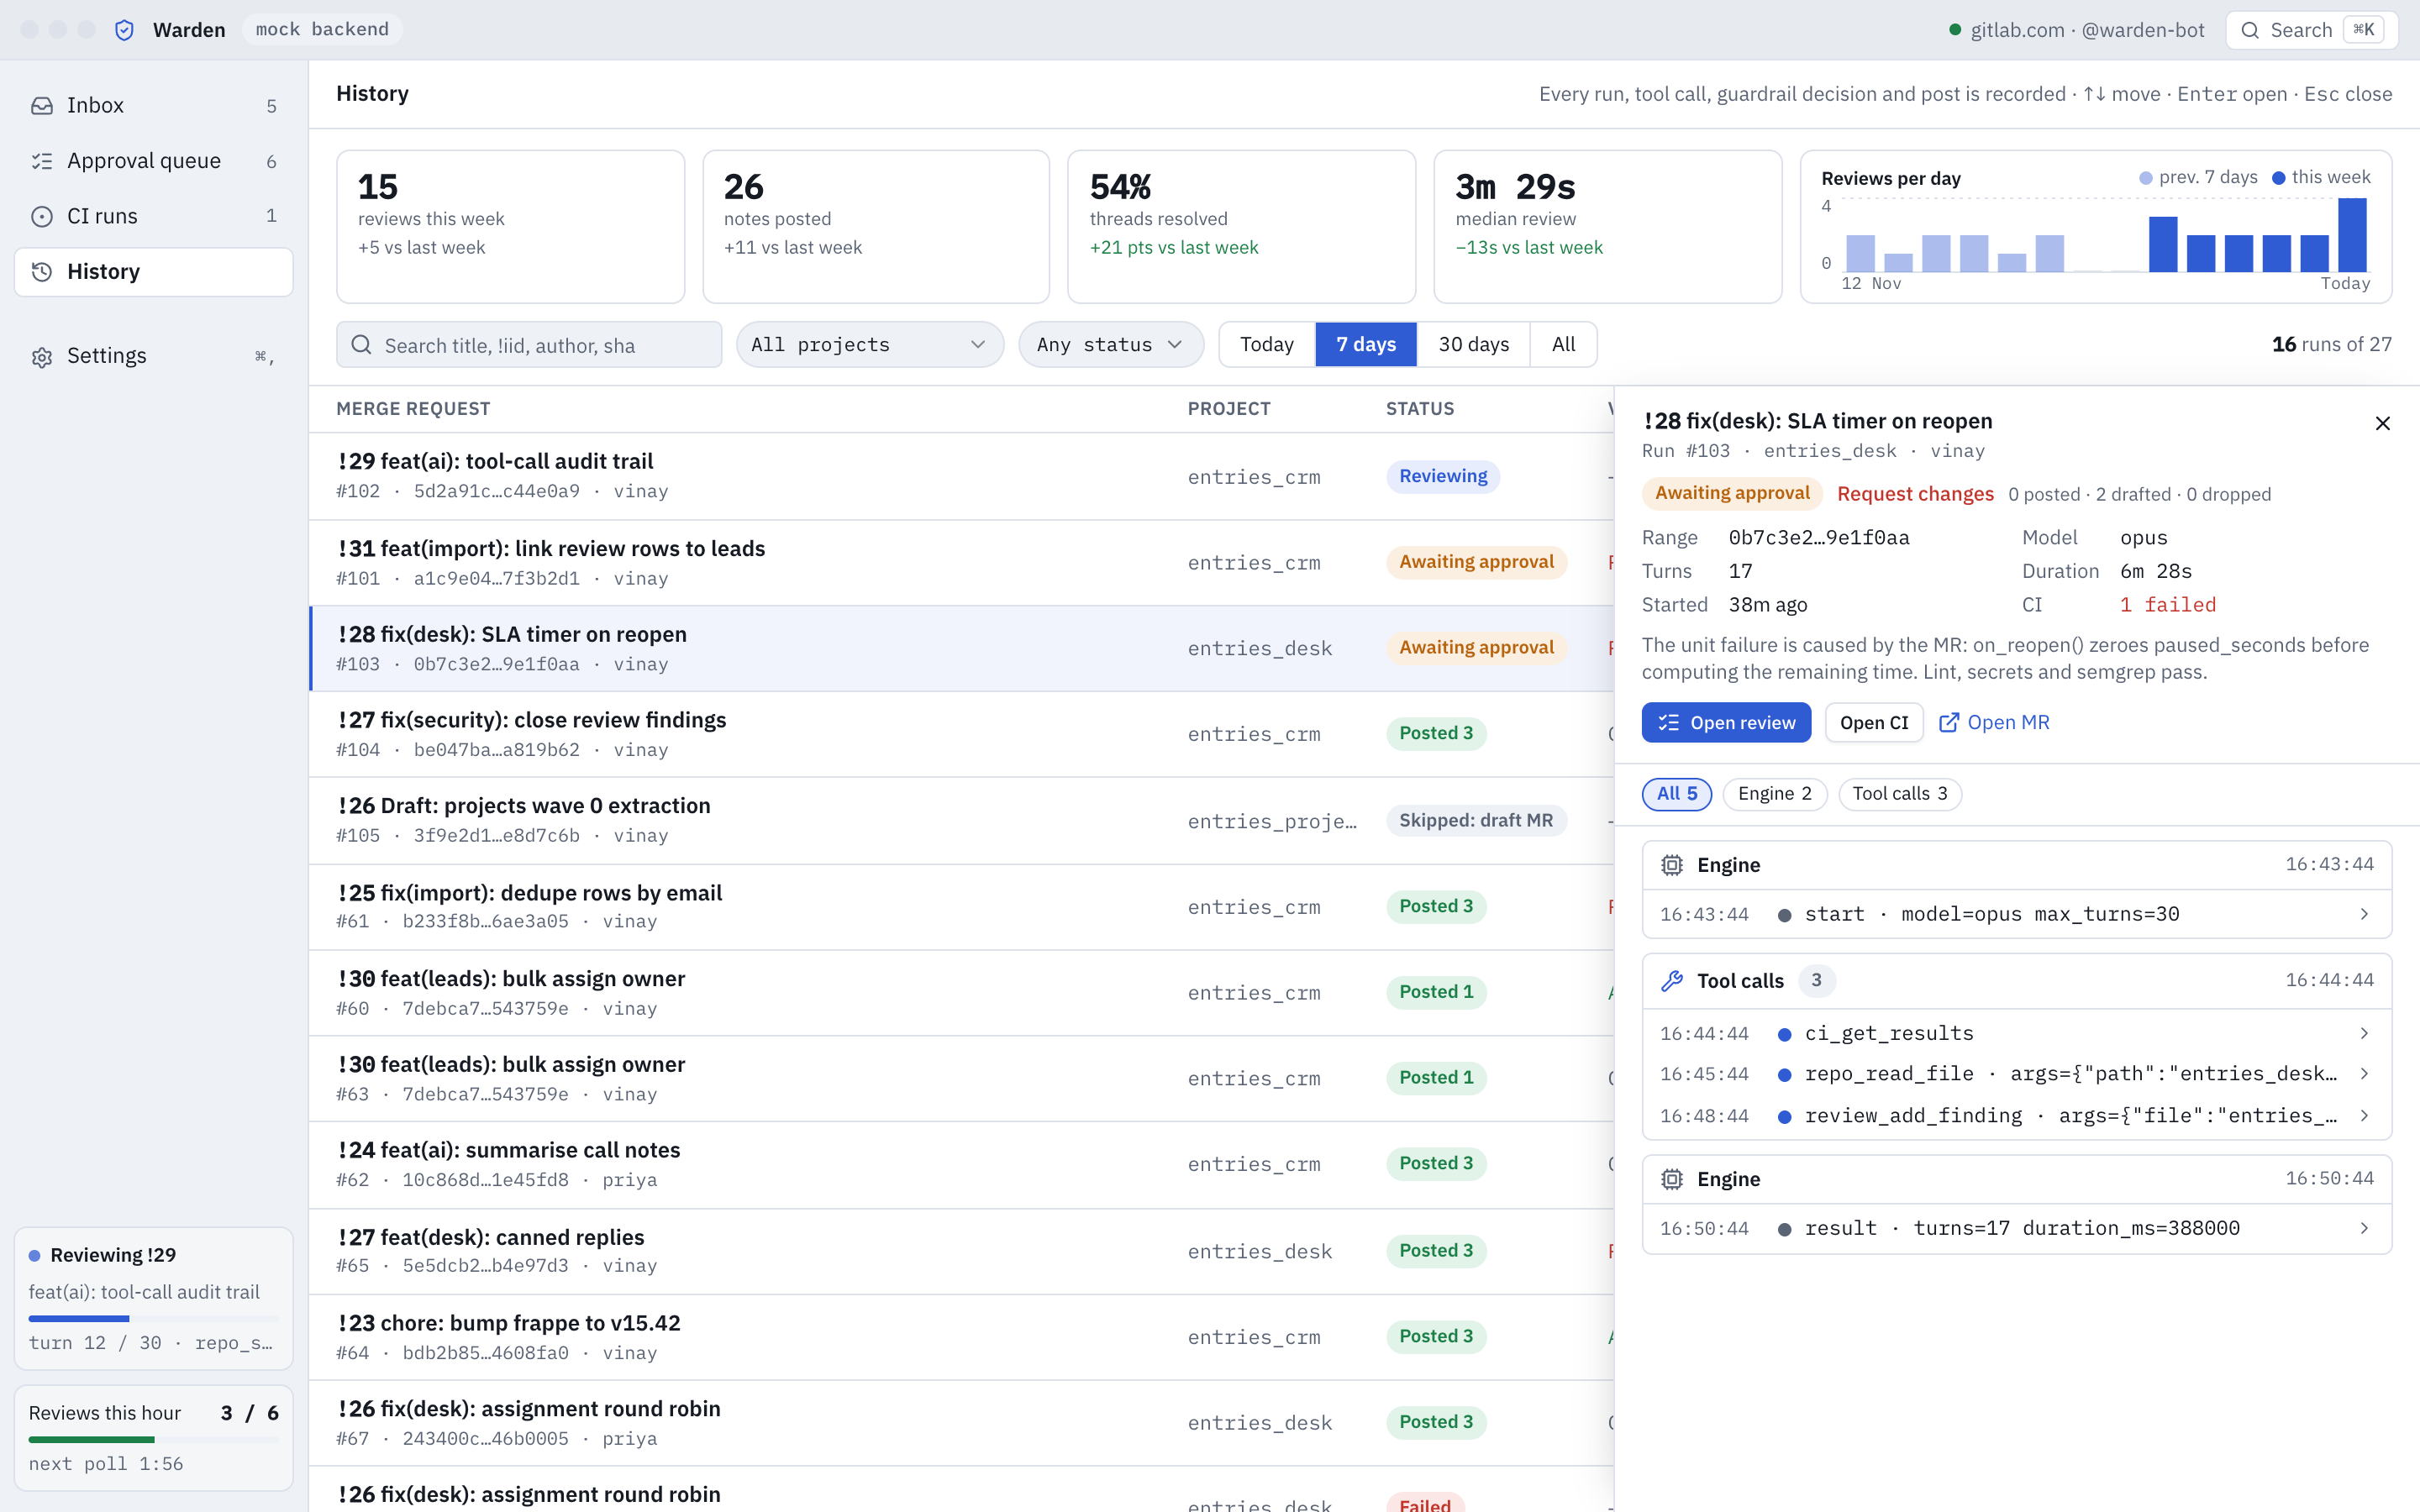 Warden mock backend
gitlab.com · @warden-bot
Search ⌘K
Inbox 5
Approval queue 6
CI runs 1
History
Settings ⌘,
Reviewing !29
feat(ai): tool-call audit trail
turn 12 / 30 · repo_s…
Reviews this hour 3 / 6
next poll 1:56
History
Every run, tool call, guardrail decision and post is recorded · ↑↓ move · Enter open · Esc close
15
reviews this week
+5 vs last week
26
notes posted
+11 vs last week
54%
threads resolved
+21 pts vs last week
3m 29s
median review
−13s vs last week
Reviews per day
prev. 7 days this week
4
0
12 Nov Today
Search title, !iid, author, sha
All projects
Any status
Today 7 days 30 days All
16 runs of 27
MERGE REQUEST PROJECT STATUS
!29 feat(ai): tool-call audit trail
#102 · 5d2a91c…c44e0a9 · vinay
entries_crm
Reviewing
!31 feat(import): link review rows to leads
#101 · a1c9e04…7f3b2d1 · vinay
entries_crm
Awaiting approval
!28 fix(desk): SLA timer on reopen
#103 · 0b7c3e2…9e1f0aa · vinay
entries_desk
Awaiting approval
!27 fix(security): close review findings
#104 · be047ba…a819b62 · vinay
entries_crm
Posted 3
!26 Draft: projects wave 0 extraction
#105 · 3f9e2d1…e8d7c6b · vinay
entries_proje…
Skipped: draft MR
!25 fix(import): dedupe rows by email
#61 · b233f8b…6ae3a05 · vinay
entries_crm
Posted 3
!30 feat(leads): bulk assign owner
#60 · 7debca7…543759e · vinay
entries_crm
Posted 1
!30 feat(leads): bulk assign owner
#63 · 7debca7…543759e · vinay
entries_crm
Posted 1
!24 feat(ai): summarise call notes
#62 · 10c868d…1e45fd8 · priya
entries_crm
Posted 3
!27 feat(desk): canned replies
#65 · 5e5dcb2…b4e97d3 · vinay
entries_desk
Posted 3
!23 chore: bump frappe to v15.42
#64 · bdb2b85…4608fa0 · vinay
entries_crm
Posted 3
!26 fix(desk): assignment round robin
#67 · 243400c…46b0005 · priya
entries_desk
Posted 3
!26 fix(desk): assignment round robin
entries_desk
Failed
!28 fix(desk): SLA timer on reopen
Run #103 · entries_desk · vinay
Awaiting approval Request changes 0 posted · 2 drafted · 0 dropped
Range 0b7c3e2…9e1f0aa Model opus
Turns 17 Duration 6m 28s
Started 38m ago CI 1 failed
The unit failure is caused by the MR: on_reopen() zeroes paused_seconds before
computing the remaining time. Lint, secrets and semgrep pass.
Open review Open CI Open MR
All 5 Engine 2 Tool calls 3
Engine 16:43:44
16:43:44 start · model=opus max_turns=30
Tool calls 3 16:44:44
16:44:44 ci_get_results
16:45:44 repo_read_file · args={"path":"entries_desk…
16:48:44 review_add_finding · args={"file":"entries_…
Engine 16:50:44
16:50:44 result · turns=17 duration_ms=388000